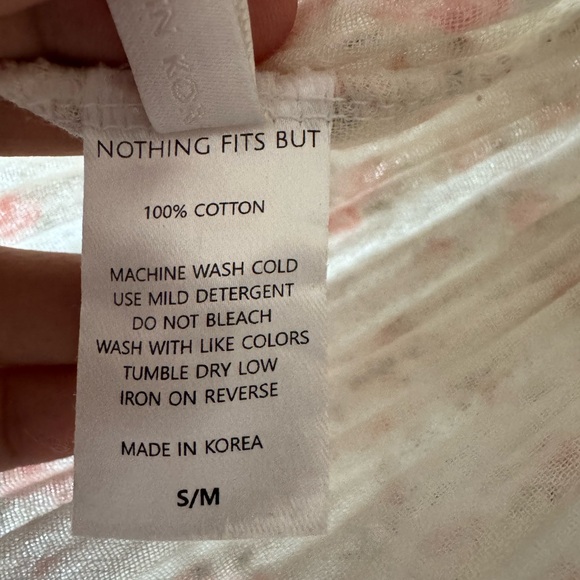 NOTHING FITS BUT
100% COTTON
MACHINE WASH COLD
USE MILD DETERGENT
DO NOT BLEACH
WASH WITH LIKE COLORS
TUMBLE DRY LOW
IRON ON REVERSE
MADE IN KOREA
S/M